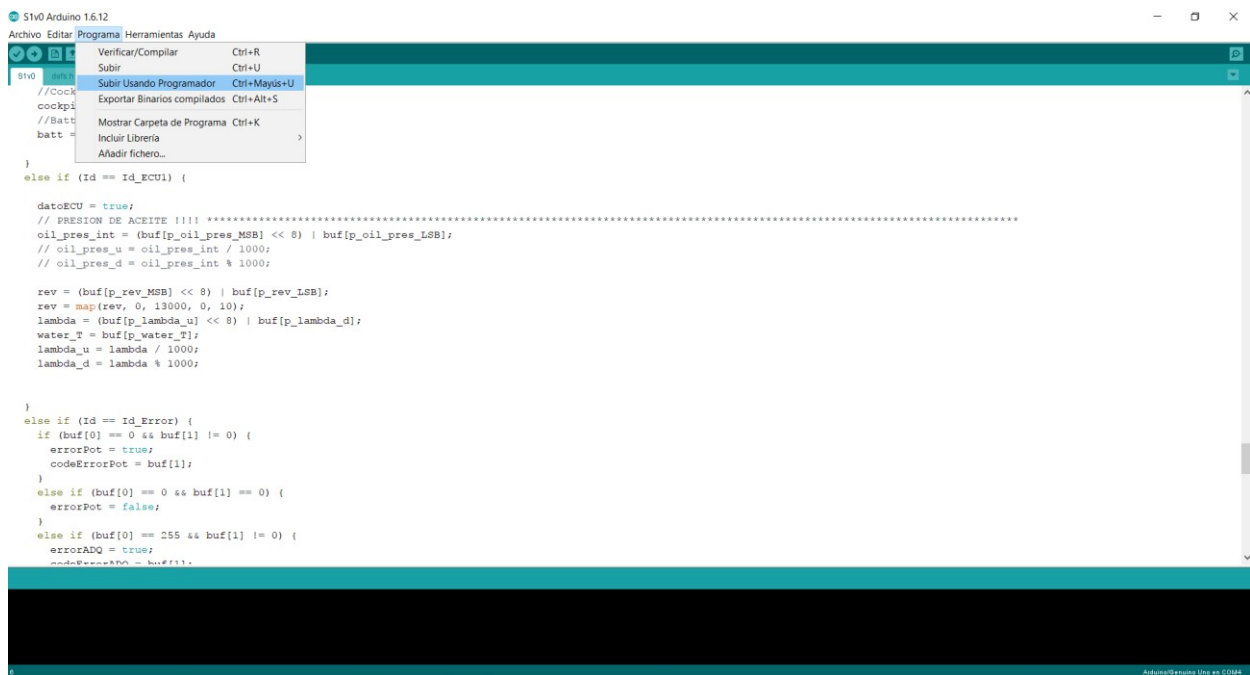 S1v0 Arduino 1.6.12
Archivo Editar Programa Herramientas Ayuda
Verificar/Compilar Ctrl+R
Subir Ctrl+U
Subir Usando Programador Ctrl+Mayús+U
Exportar Binarios compilados Ctrl+Alt+S
Mostrar Carpeta de Programa Ctrl+K
Incluir Librería >
Añadir fichero...
S1v0 defs.h
//Cock
cockpi
//Batt
batt =
}
else if (Id == Id_ECU1) {
datoECU = true;
// PRESION DE ACEITE !!!! ****************************************************************************************************************************
oil_pres_int = (buf[p_oil_pres_MSB] << 8) | buf[p_oil_pres_LSB];
// oil_pres_u = oil_pres_int / 1000;
// oil_pres_d = oil_pres_int % 1000;
rev = (buf[p_rev_MSB] << 8) | buf[p_rev_LSB];
rev = map(rev, 0, 13000, 0, 10);
lambda = (buf[p_lambda_u] << 8) | buf[p_lambda_d];
water_T = buf[p_water_T];
lambda_u = lambda / 1000;
lambda_d = lambda % 1000;
}
else if (Id == Id_Error) {
if (buf[0] == 0 && buf[1] != 0) {
errorPot = true;
codeErrorPot = buf[1];
}
else if (buf[0] == 0 && buf[1] == 0) {
errorPot = false;
}
else if (buf[0] == 255 && buf[1] != 0) {
errorADQ = true;
codeErrorADQ = buf[1];
Arduino/Genuino Uno en COM4